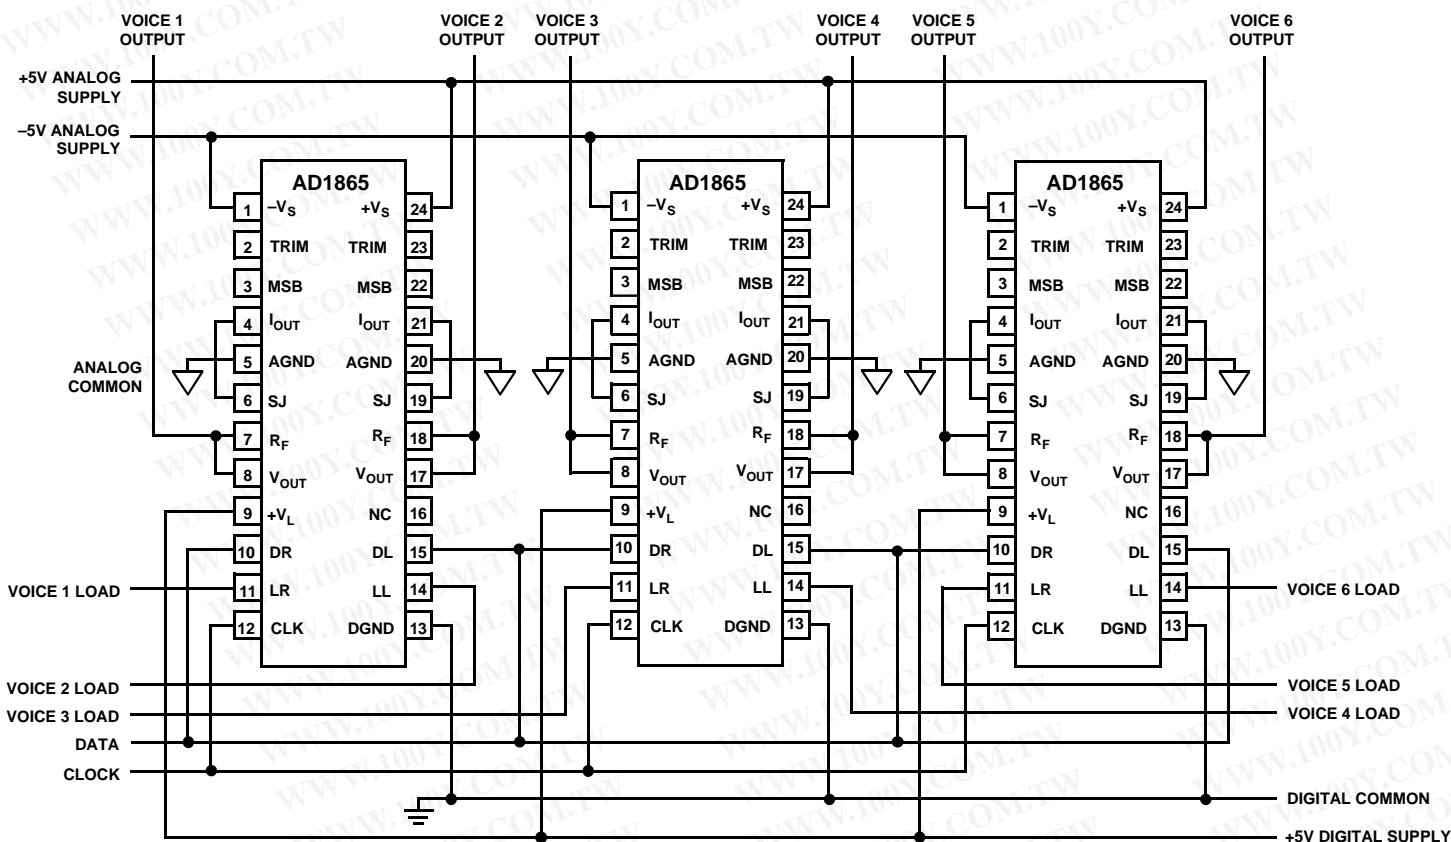 VOICE 1
OUTPUT
VOICE 2
OUTPUT
VOICE 3
OUTPUT
VOICE 4
OUTPUT
VOICE 5
OUTPUT
VOICE 6
OUTPUT
+5V ANALOG
SUPPLY
–5V ANALOG
SUPPLY
ANALOG
COMMON
AD1865
1 –VS +VS 24
2 TRIM TRIM 23
3 MSB MSB 22
4 IOUT IOUT 21
5 AGND AGND 20
6 SJ SJ 19
7 RF RF 18
8 VOUT VOUT 17
9 +VL NC 16
10 DR DL 15
11 LR LL 14
12 CLK DGND 13
AD1865
1 –VS +VS 24
2 TRIM TRIM 23
3 MSB MSB 22
4 IOUT IOUT 21
5 AGND AGND 20
6 SJ SJ 19
7 RF RF 18
8 VOUT VOUT 17
9 +VL NC 16
10 DR DL 15
11 LR LL 14
12 CLK DGND 13
AD1865
1 –VS +VS 24
2 TRIM TRIM 23
3 MSB MSB 22
4 IOUT IOUT 21
5 AGND AGND 20
6 SJ SJ 19
7 RF RF 18
8 VOUT VOUT 17
9 +VL NC 16
10 DR DL 15
11 LR LL 14
12 CLK DGND 13
VOICE 1 LOAD
VOICE 2 LOAD
VOICE 3 LOAD
DATA
CLOCK
VOICE 6 LOAD
VOICE 5 LOAD
VOICE 4 LOAD
DIGITAL COMMON
+5V DIGITAL SUPPLY
WWW.100Y.COM.TW